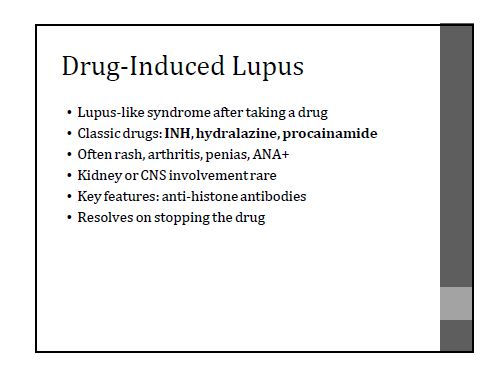 Drug-Induced Lupus
• Lupus-like syndrome after taking a drug
• Classic drugs: INH, hydralazine, procainamide
• Often rash, arthritis, penias, ANA+
• Kidney or CNS involvement rare
• Key features: anti-histone antibodies
• Resolves on stopping the drug